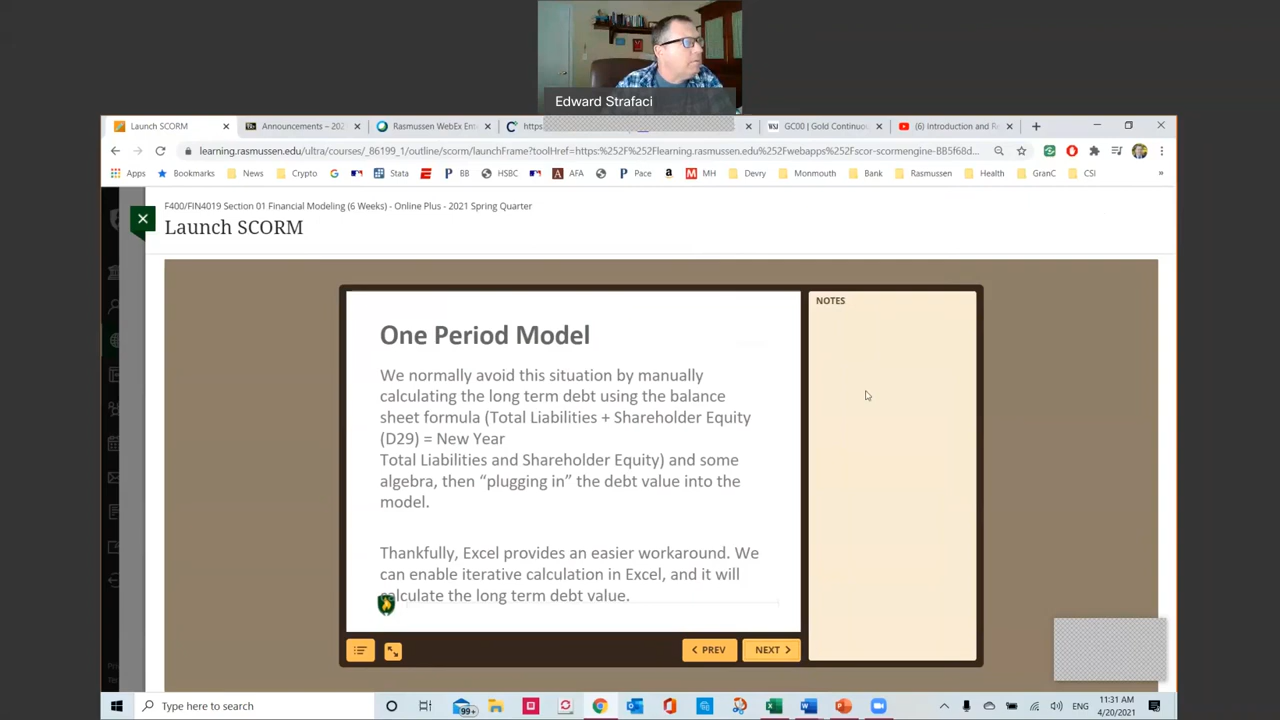 Edward Strafaci
Launch SCORM
Announcements – 202
Rasmussen WebEx Ent
https:
GC00 | Gold Continuou
(6) Introduction and R
learning.rasmussen.edu/ultra/courses/_86199_1/outline/scorm/launchFrame?toolHref=https:%252F%252Flearning.rasmussen.edu%252Fwebapps%252Fscor-scormengine-BB5f68d...
Apps Bookmarks News Crypto Stata BB HSBC AFA Pace MH Devry Monmouth Bank Rasmussen Health GranC CSI »
F400/FIN4019 Section 01 Financial Modeling (6 Weeks) - Online Plus - 2021 Spring Quarter
Launch SCORM
One Period Model
We normally avoid this situation by manually
calculating the long term debt using the balance
sheet formula (Total Liabilities + Shareholder Equity
(D29) = New Year
Total Liabilities and Shareholder Equity) and some
algebra, then “plugging in” the debt value into the
model.
Thankfully, Excel provides an easier workaround. We
can enable iterative calculation in Excel, and it will
calculate the long term debt value.
NOTES
PREV
NEXT
Type here to search
99+
11:31 AM
4/20/2021